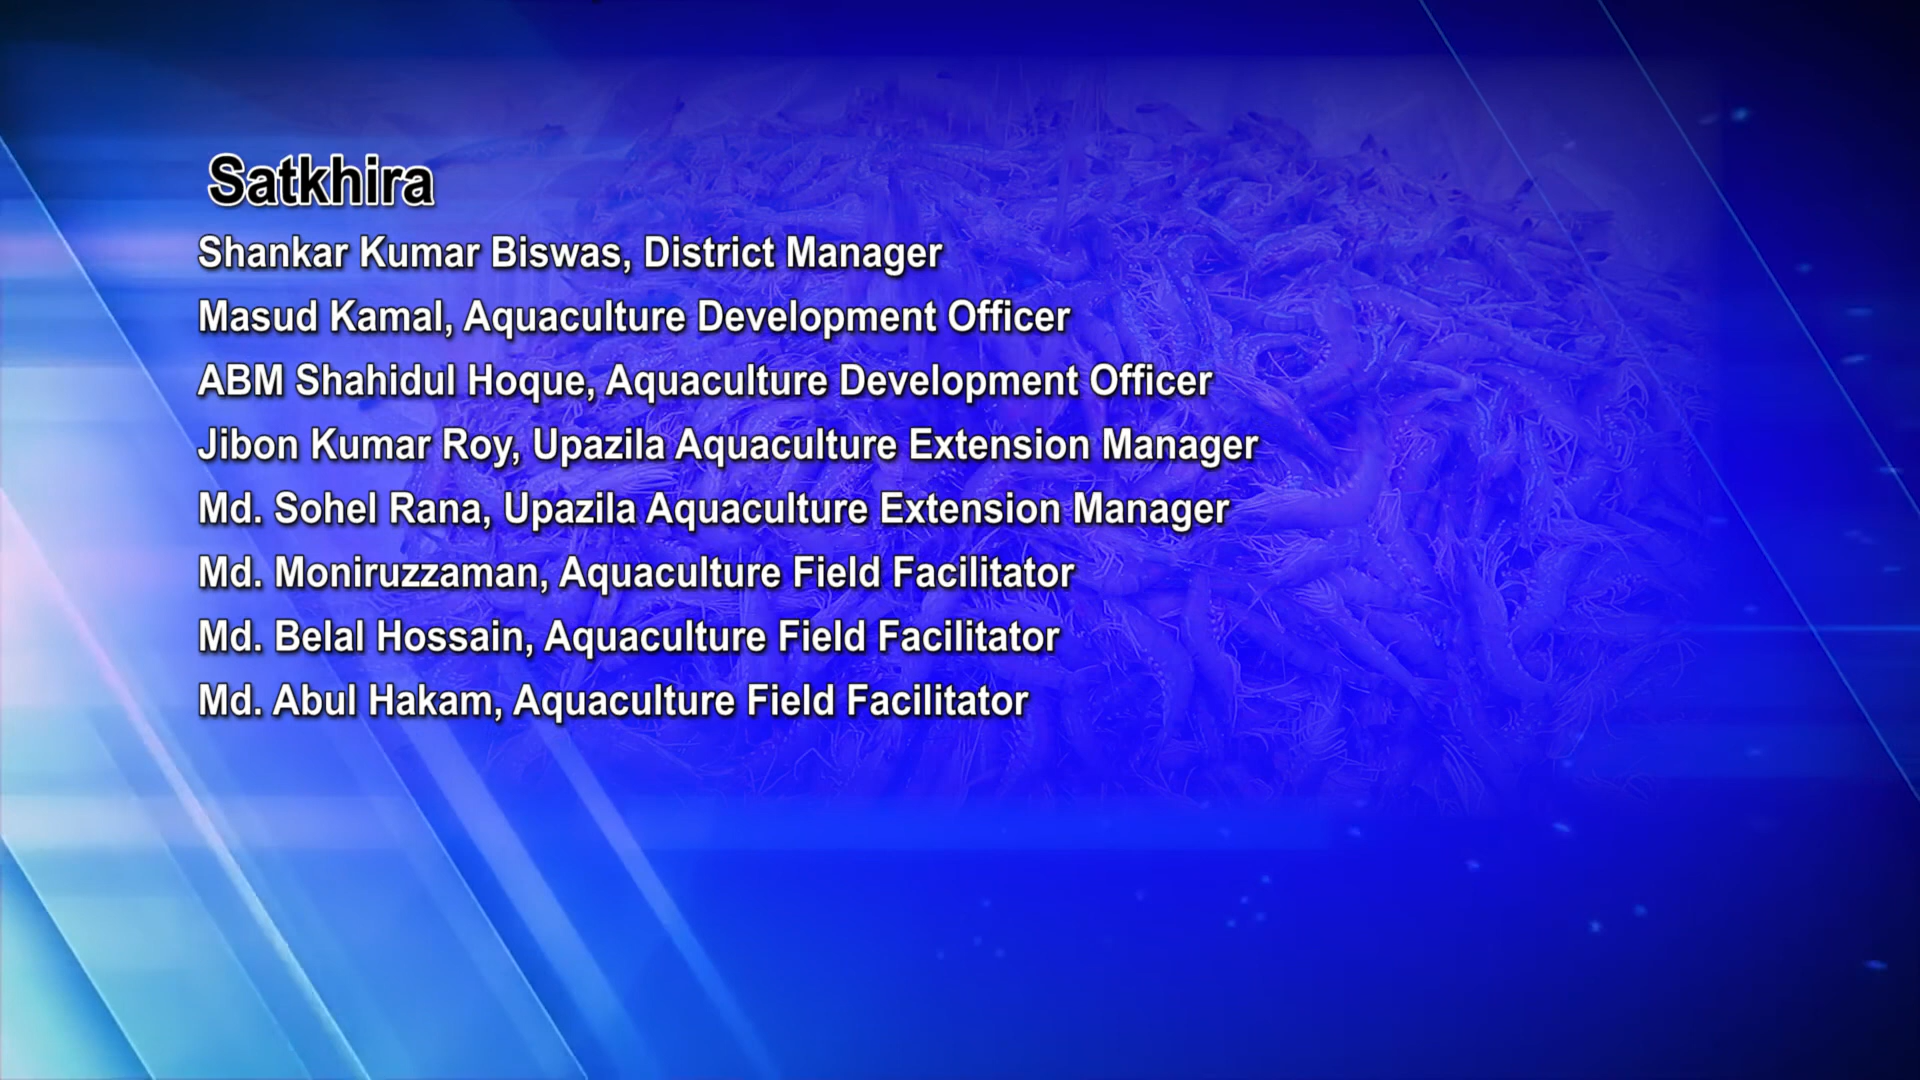 Satkhira
Shankar Kumar Biswas, District Manager
Masud Kamal, Aquaculture Development Officer
ABM Shahidul Hoque, Aquaculture Development Officer
Jibon Kumar Roy, Upazila Aquaculture Extension Manager
Md. Sohel Rana, Upazila Aquaculture Extension Manager
Md. Moniruzzaman, Aquaculture Field Facilitator
Md. Belal Hossain, Aquaculture Field Facilitator
Md. Abul Hakam, Aquaculture Field Facilitator